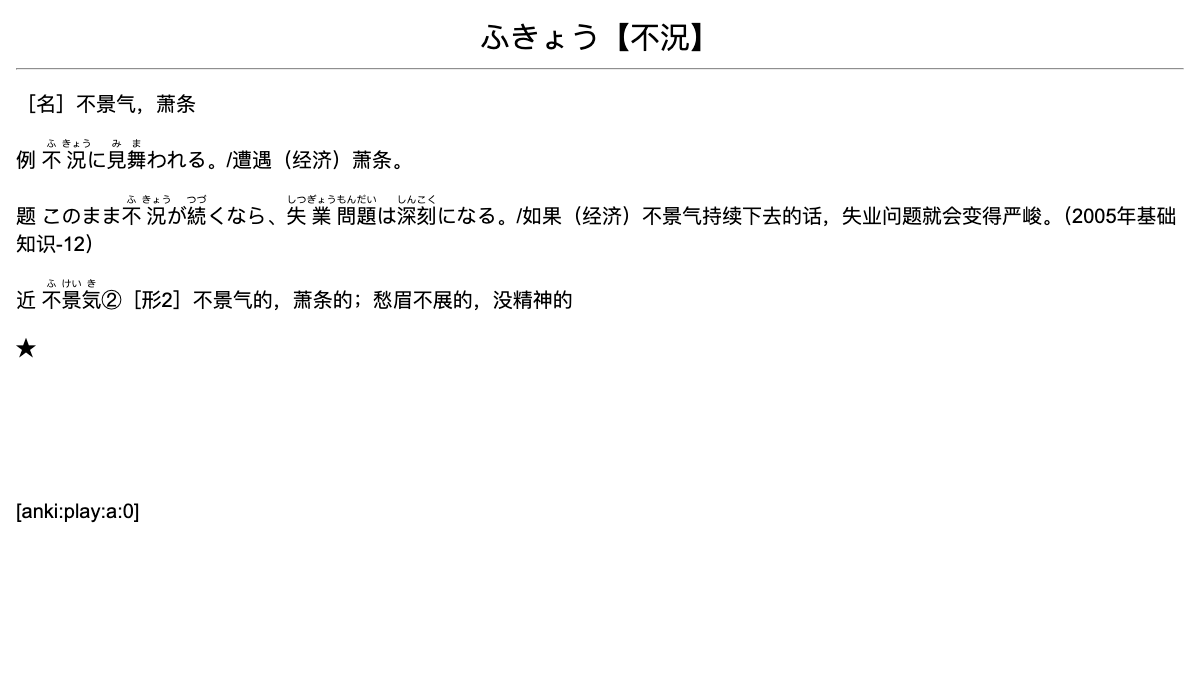 ふきょう【不況】
［名］不景气，萧条
ふ きょう み ま
例 不況に見舞われる。/遭遇（经济）萧条。
ふ きょう つづ しつぎょうもんだい しんこく
题 このまま不況が続くなら、失業問題は深刻になる。/如果（经济）不景气持续下去的话，失业问题就会变得严峻。（2005年基础
知识-12）
ふ けい き
近 不景気②［形2］不景气的，萧条的；愁眉不展的，没精神的
★
[anki:play:a:0]